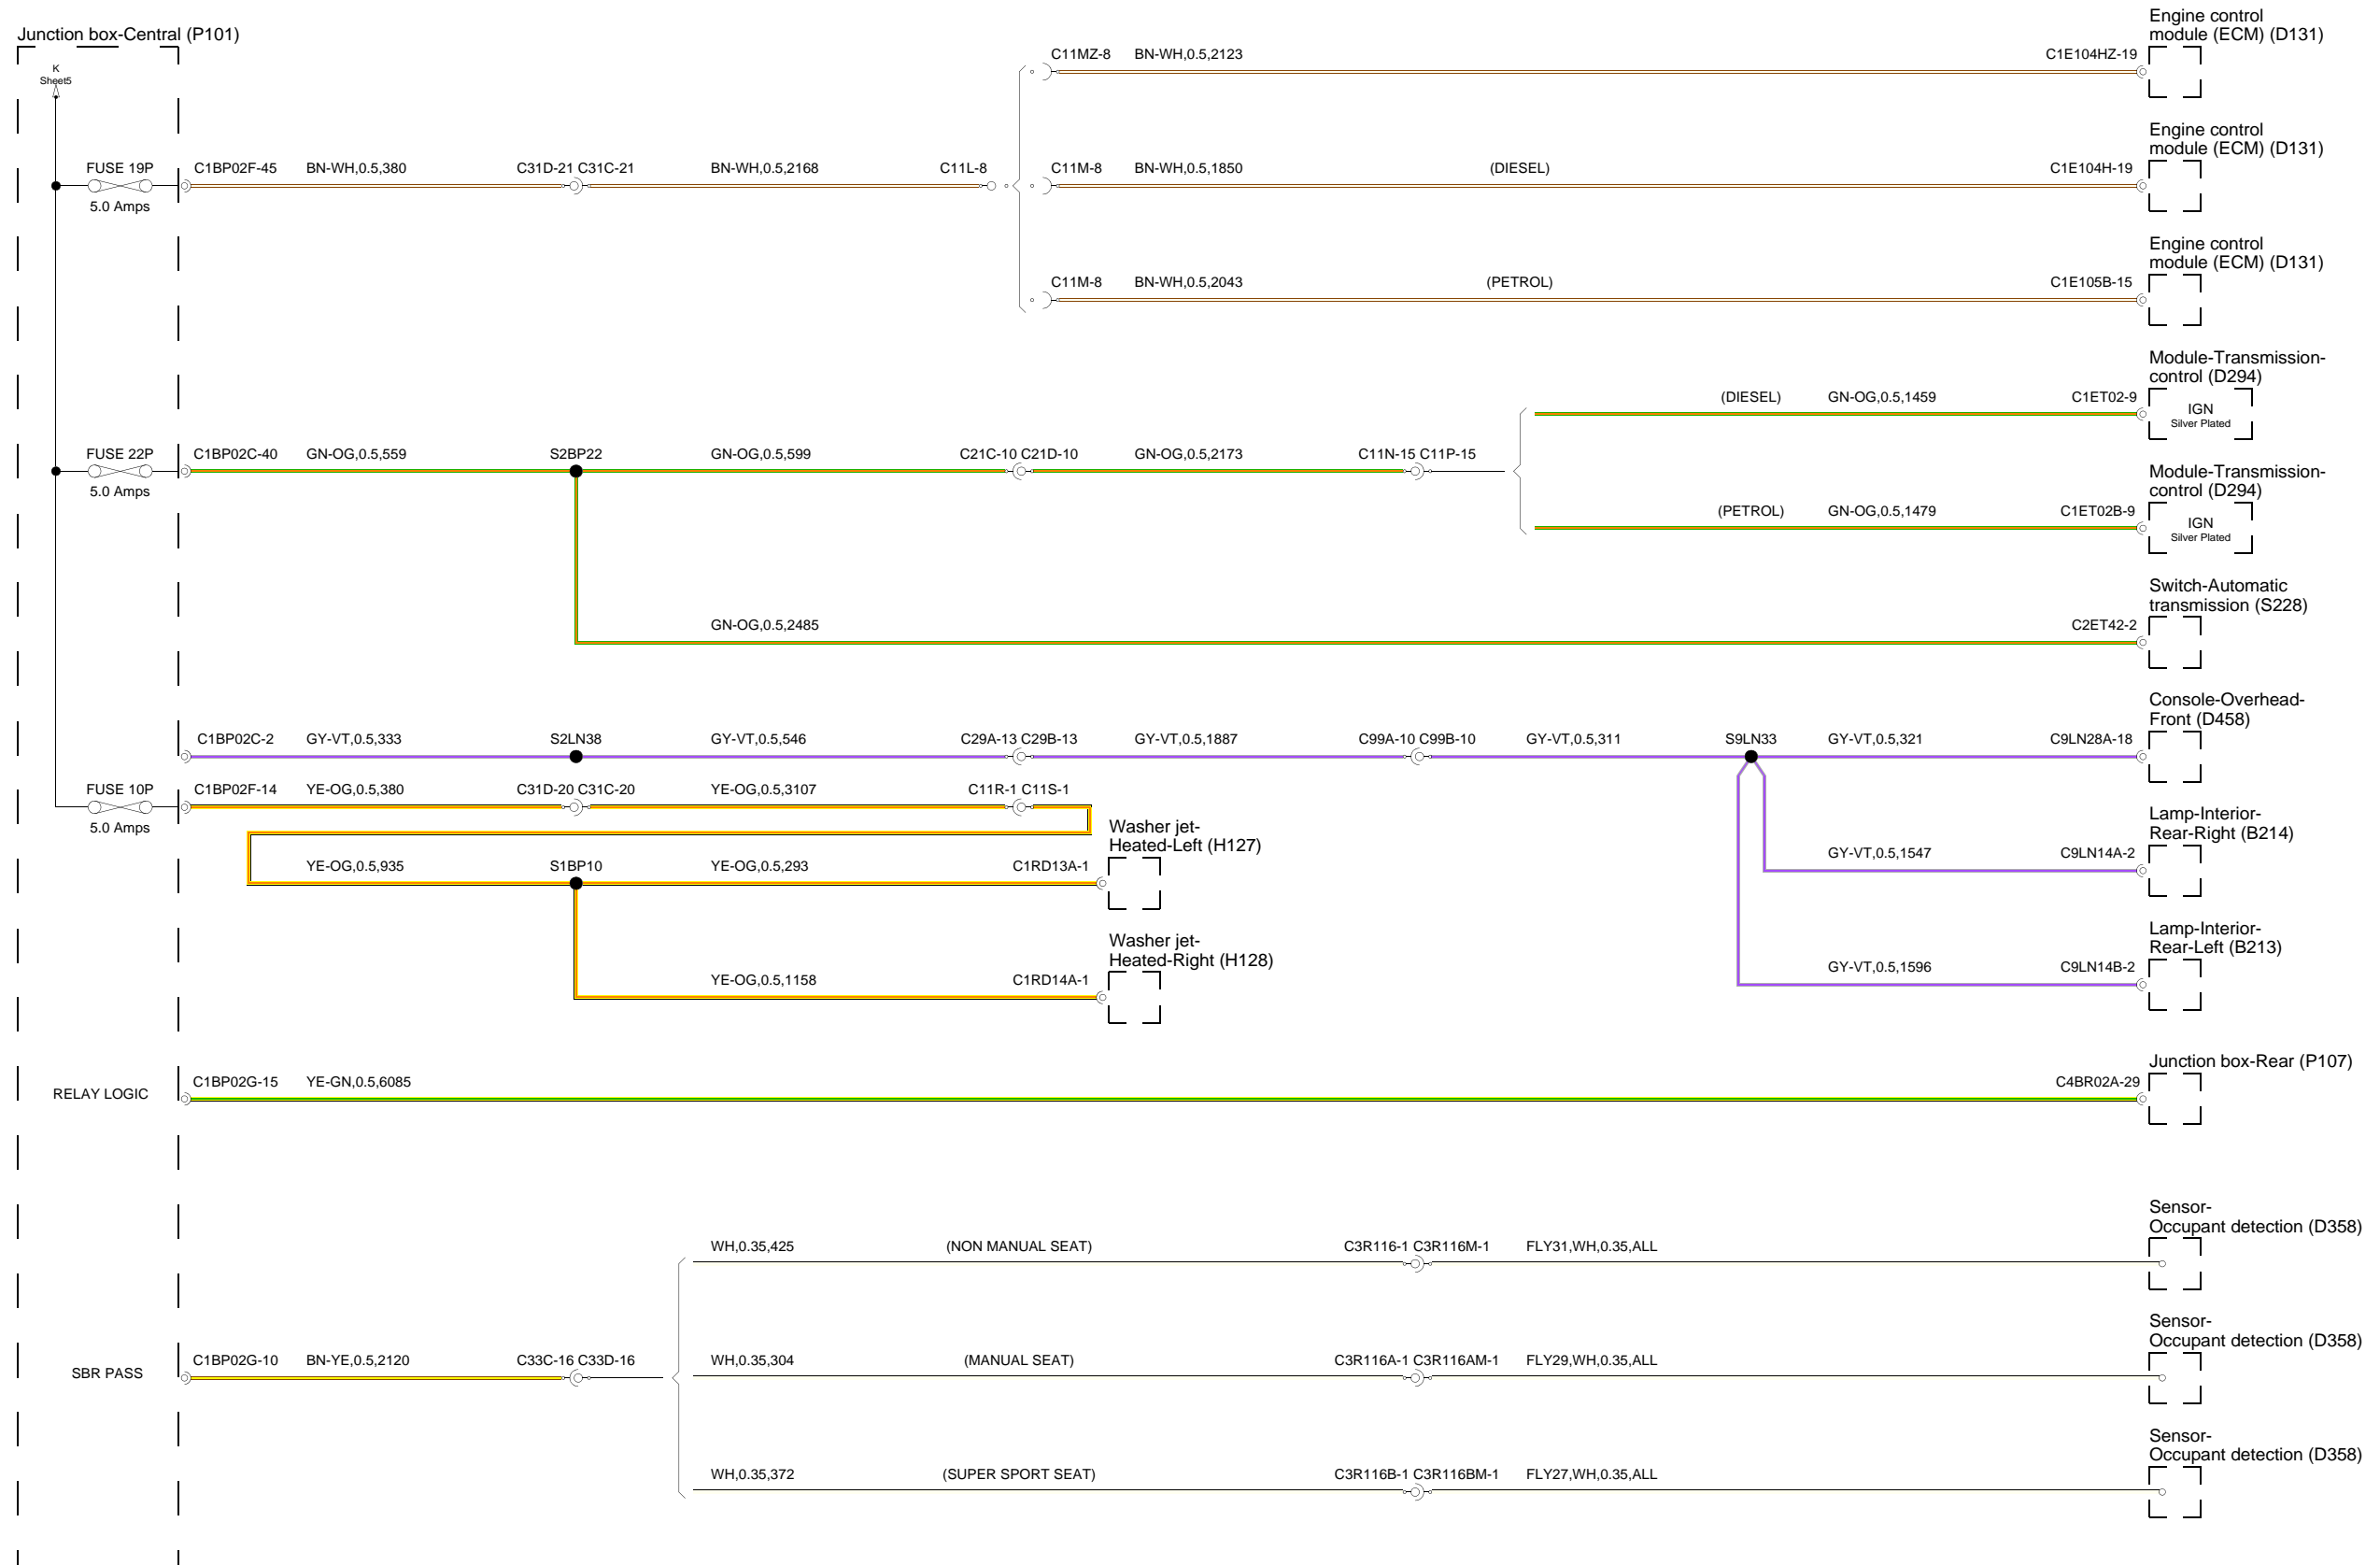 Junction box-Central (P101)
K
Sheet5
Engine control
module (ECM) (D131)
C11MZ-8 BN-WH,0.5,2123 C1E104HZ-19
Engine control
module (ECM) (D131)
FUSE 19P C1BP02F-45 BN-WH,0.5,380 C31D-21 C31C-21 BN-WH,0.5,2168 C11L-8 C11M-8 BN-WH,0.5,1850 (DIESEL) C1E104H-19
5.0 Amps
Engine control
module (ECM) (D131)
C11M-8 BN-WH,0.5,2043 (PETROL) C1E105B-15
Module-Transmission-
control (D294)
(DIESEL) GN-OG,0.5,1459 C1ET02-9
IGN
Silver Plated
FUSE 22P C1BP02C-40 GN-OG,0.5,559 S2BP22 GN-OG,0.5,599 C21C-10 C21D-10 GN-OG,0.5,2173 C11N-15 C11P-15
5.0 Amps
Module-Transmission-
control (D294)
(PETROL) GN-OG,0.5,1479 C1ET02B-9
IGN
Silver Plated
Switch-Automatic
transmission (S228)
GN-OG,0.5,2485 C2ET42-2
Console-Overhead-
Front (D458)
C1BP02C-2 GY-VT,0.5,333 S2LN38 GY-VT,0.5,546 C29A-13 C29B-13 GY-VT,0.5,1887 C99A-10 C99B-10 GY-VT,0.5,311 S9LN33 GY-VT,0.5,321 C9LN28A-18
FUSE 10P C1BP02F-14 YE-OG,0.5,380 C31D-20 C31C-20 YE-OG,0.5,3107 C11R-1 C11S-1
5.0 Amps
Lamp-Interior-
Rear-Right (B214)
GY-VT,0.5,1547 C9LN14A-2
Washer jet-
Heated-Left (H127)
YE-OG,0.5,935 S1BP10 YE-OG,0.5,293 C1RD13A-1
Lamp-Interior-
Rear-Left (B213)
GY-VT,0.5,1596 C9LN14B-2
Washer jet-
Heated-Right (H128)
YE-OG,0.5,1158 C1RD14A-1
Junction box-Rear (P107)
RELAY LOGIC C1BP02G-15 YE-GN,0.5,6085 C4BR02A-29
Sensor-
Occupant detection (D358)
WH,0.35,425 (NON MANUAL SEAT) C3R116-1 C3R116M-1 FLY31,WH,0.35,ALL
Sensor-
Occupant detection (D358)
SBR PASS C1BP02G-10 BN-YE,0.5,2120 C33C-16 C33D-16 WH,0.35,304 (MANUAL SEAT) C3R116A-1 C3R116AM-1 FLY29,WH,0.35,ALL
Sensor-
Occupant detection (D358)
WH,0.35,372 (SUPER SPORT SEAT) C3R116B-1 C3R116BM-1 FLY27,WH,0.35,ALL